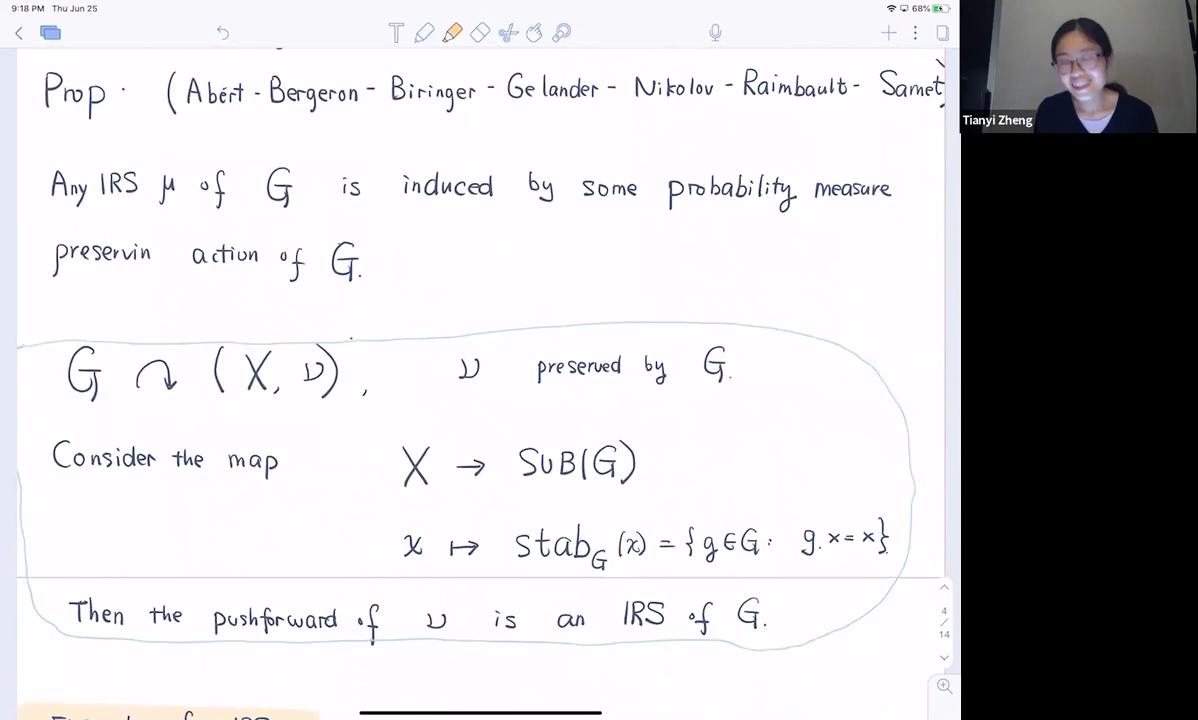 9:18 PM Thu Jun 25
68%
Prop. (Abért - Bergeron - Biringer - Gelander - Nikolov - Raimbault - Samet)
Tianyi Zheng
Any IRS μ of G is induced by some probability measure
preservin action of G.
G ↷ (X, ν), ν preserved by G.
Consider the map X → SUB(G)
x ↦ stab_G (x) = {g ∈ G : g.x = x}
Then the pushforward of ν is an IRS of G.
4
/
14